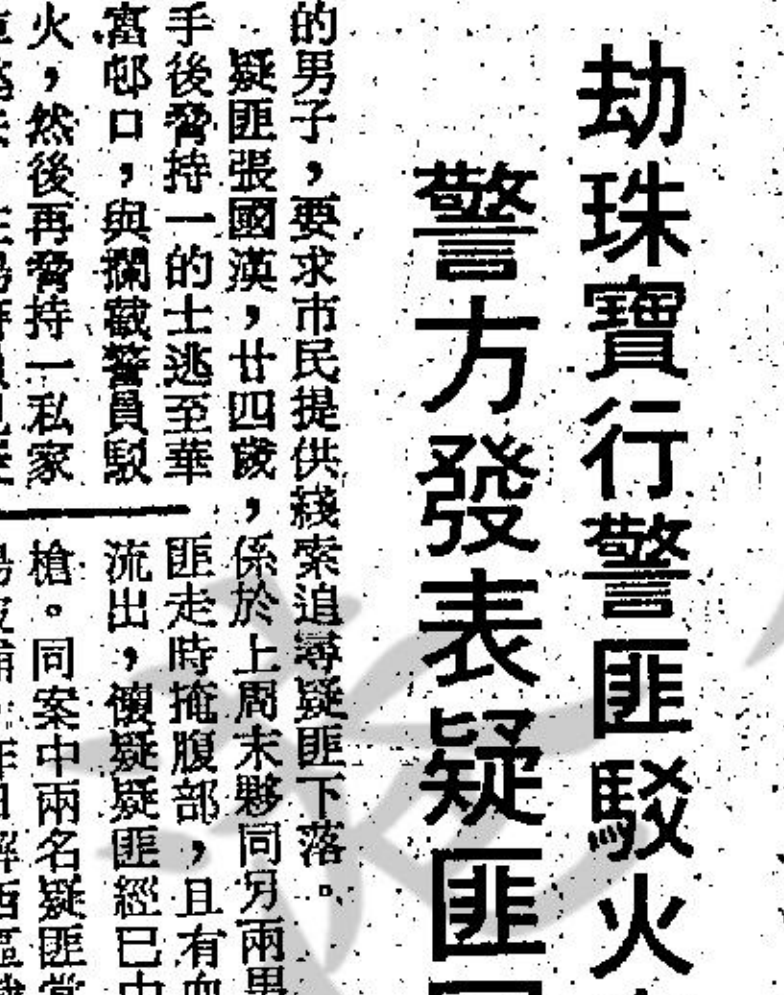 劫珠寶行警匪駁火
警方發表疑匪
的男子，要求市民提供綫索追尋疑匪下落。
疑匪張國漢，廿四歲，係於上周末夥同另兩男
手後脅持一的士逃至華
富邨口，與攔截警員駁
火，然後再脅持一私家
匪走時掩腹部，且有血
流出，懷疑疑匪經已中
槍。同案中兩名疑匪當